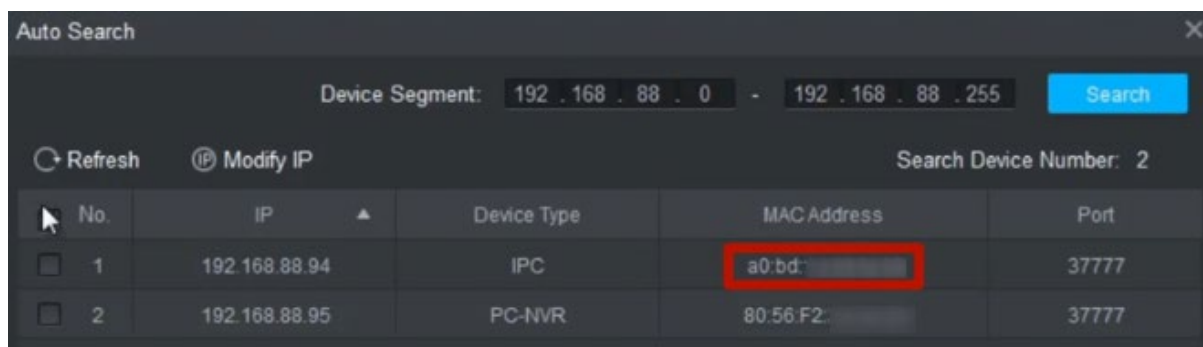 Auto Search
Device Segment: 192 . 168 . 88 . 0 - 192 . 168 . 88 . 255 Search
Refresh IP Modify IP Search Device Number: 2
No. IP Device Type MAC Address Port
1 192.168.88.94 IPC a0:bd: 37777
2 192.168.88.95 PC-NVR 80:56:F2: 37777